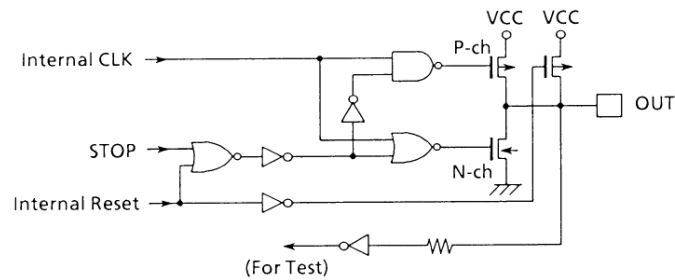 VCC VCC
P-ch
Internal CLK
OUT
STOP
N-ch
Internal Reset
(For Test)